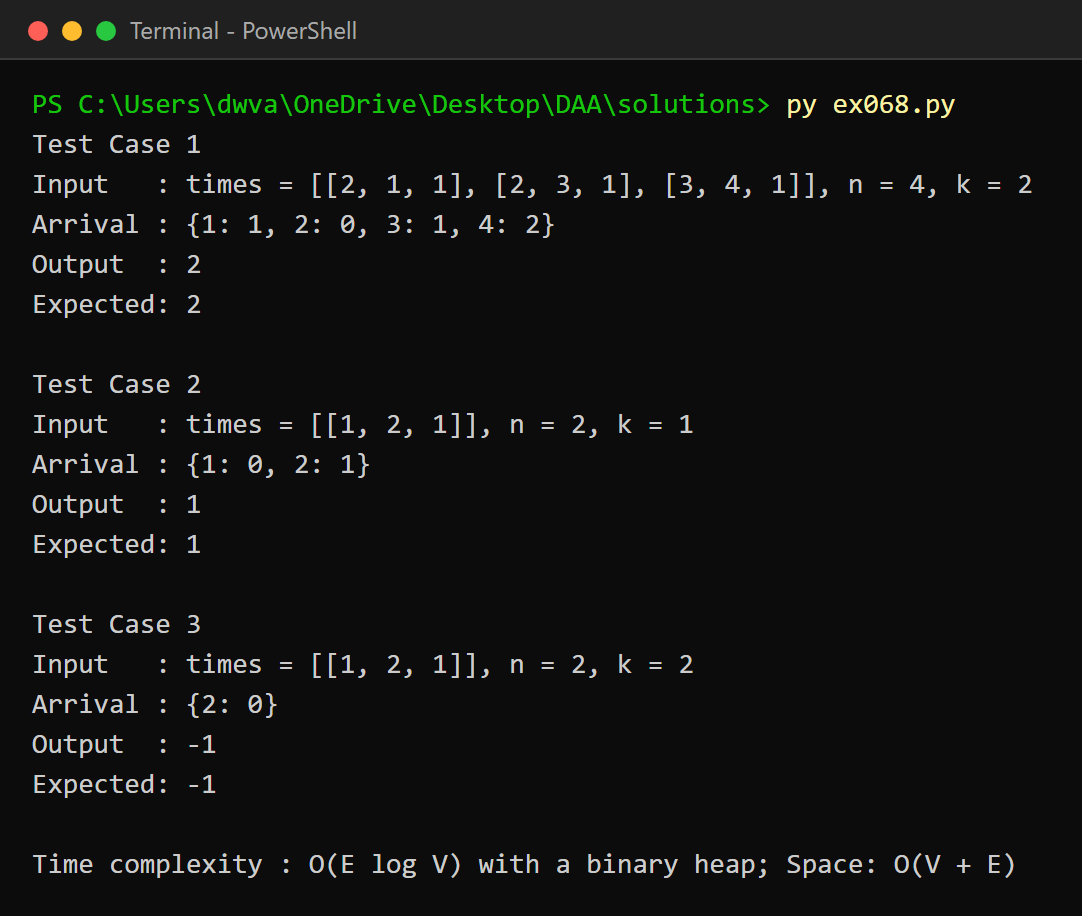 Terminal - PowerShell
PS C:\Users\dwva\OneDrive\Desktop\DAA\solutions> py ex068.py
Test Case 1
Input   : times = [[2, 1, 1], [2, 3, 1], [3, 4, 1]], n = 4, k = 2
Arrival : {1: 1, 2: 0, 3: 1, 4: 2}
Output  : 2
Expected: 2

Test Case 2
Input   : times = [[1, 2, 1]], n = 2, k = 1
Arrival : {1: 0, 2: 1}
Output  : 1
Expected: 1

Test Case 3
Input   : times = [[1, 2, 1]], n = 2, k = 2
Arrival : {2: 0}
Output  : -1
Expected: -1

Time complexity : O(E log V) with a binary heap; Space: O(V + E)